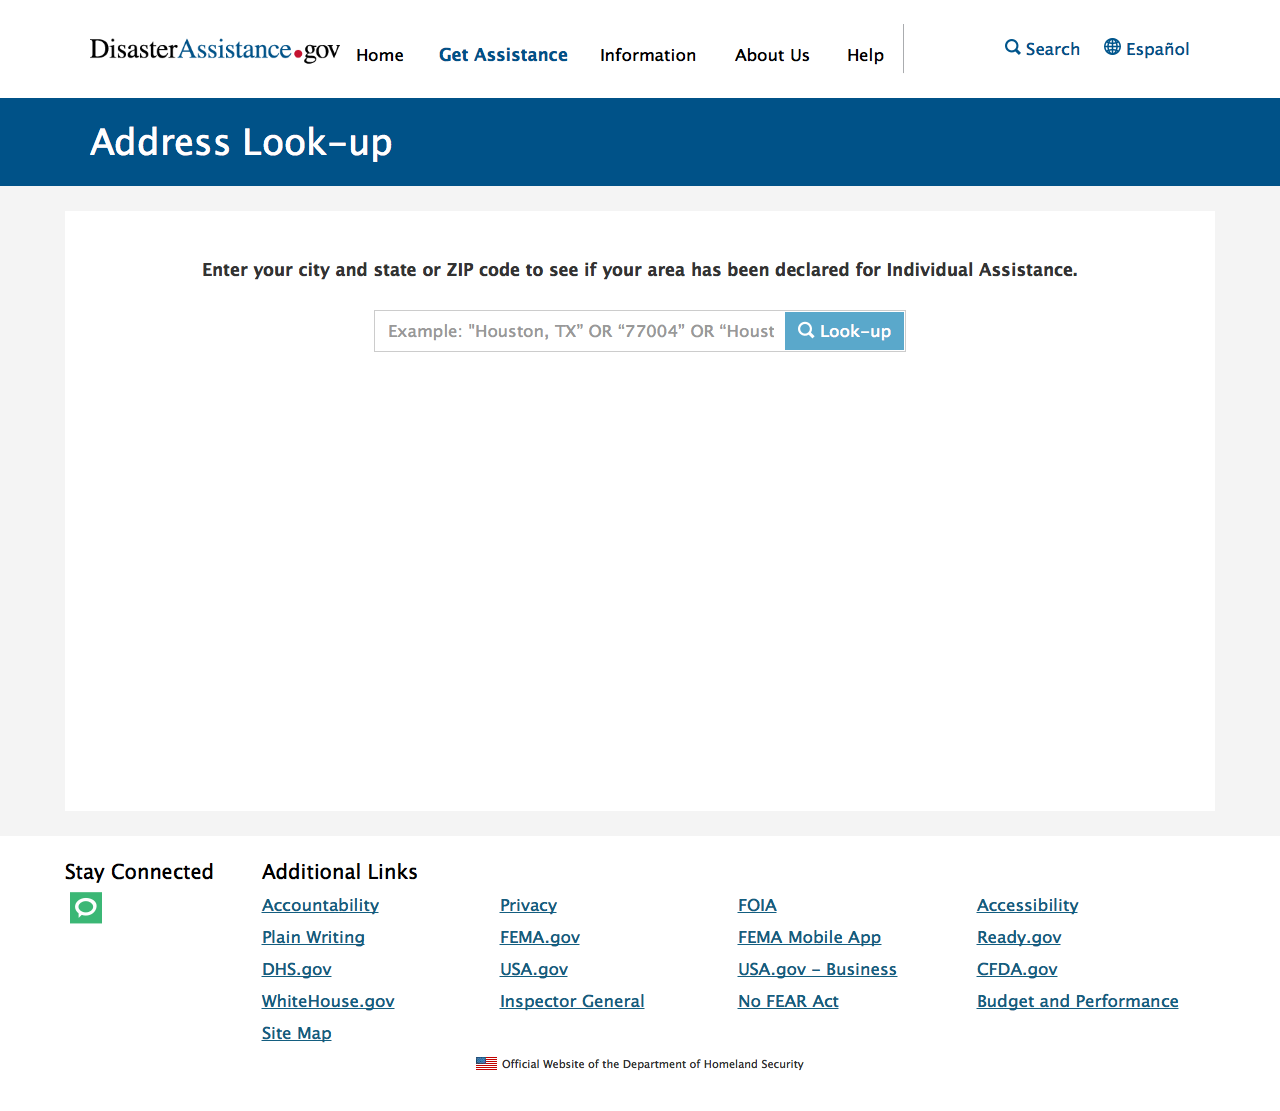 DisasterAssistance.gov Home Get Assistance Information About Us Help Search Español
Address Look-up
Enter your city and state or ZIP code to see if your area has been declared for Individual Assistance.
Example: "Houston, TX” OR “77004” OR “Houst Look-up
Stay Connected
Additional Links
Accountability Privacy FOIA Accessibility
Plain Writing FEMA.gov FEMA Mobile App Ready.gov
DHS.gov USA.gov USA.gov - Business CFDA.gov
WhiteHouse.gov Inspector General No FEAR Act Budget and Performance
Site Map
Official Website of the Department of Homeland Security